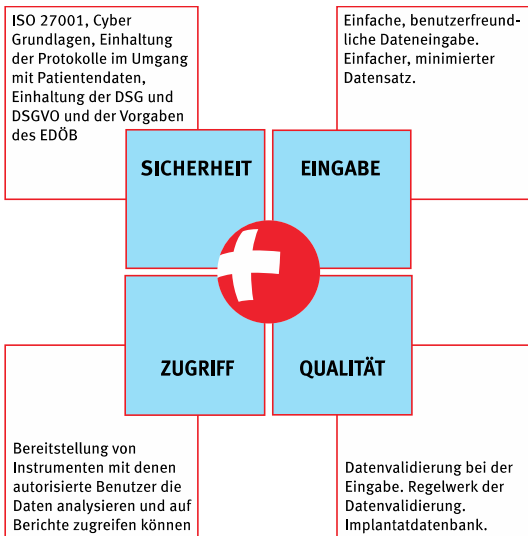 ISO 27001, Cyber
Grundlagen, Einhaltung
der Protokolle im Umgang
mit Patientendaten,
Einhaltung der DSG und
DSGVO und der Vorgaben
des EDÖB
Einfache, benutzerfreund-
liche Dateneingabe.
Einfacher, minimierter
Datensatz.
SICHERHEIT
EINGABE
ZUGRIFF
QUALITÄT
Bereitstellung von
Instrumenten mit denen
autorisierte Benutzer die
Daten analysieren und auf
Berichte zugreifen können
Datenvalidierung bei der
Eingabe. Regelwerk der
Datenvalidierung.
Implantatdatenbank.